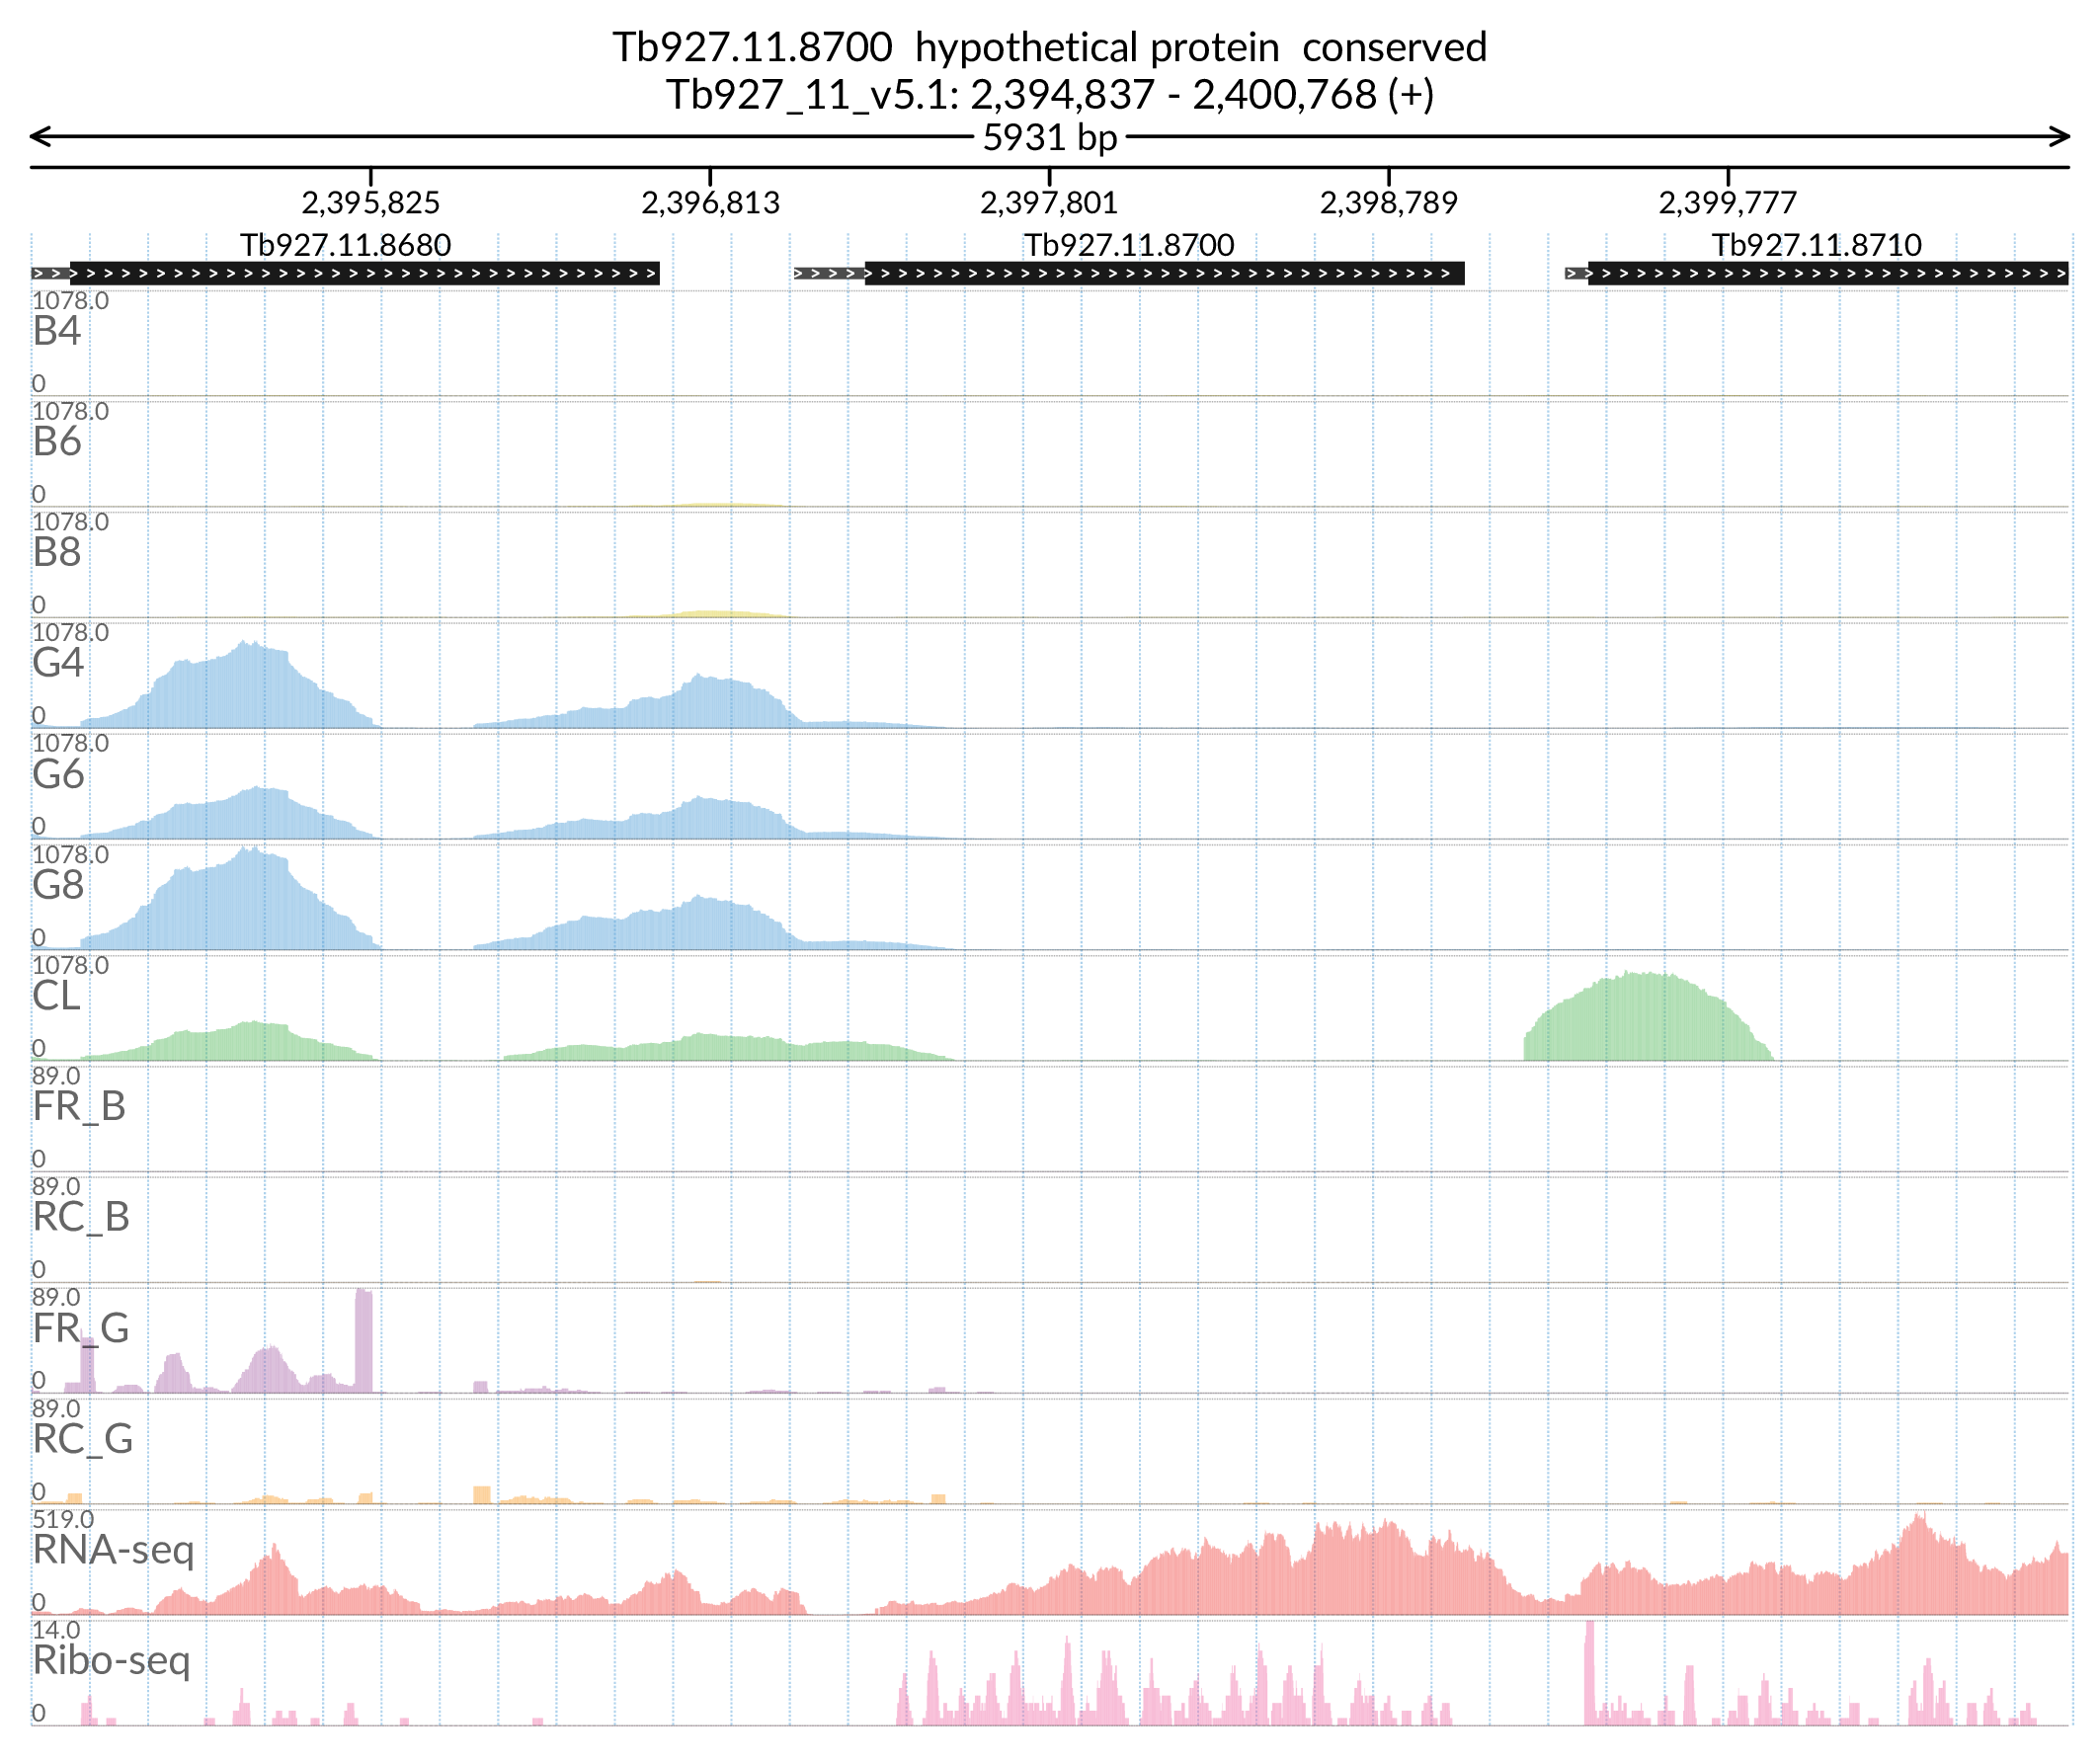 Tb927.11.8700 hypothetical protein conserved
Tb927_11_v5.1: 2,394,837 - 2,400,768 (+)
5931 bp
2,395,825 2,396,813 2,397,801 2,398,789 2,399,777
Tb927.11.8680 Tb927.11.8700 Tb927.11.8710
1078.0
B4
0
1078.0
B6
0
1078.0
B8
0
1078.0
G4
0
1078.0
G6
0
1078.0
G8
0
1078.0
CL
0
89.0
FR_B
0
89.0
RC_B
0
89.0
FR_G
0
89.0
RC_G
0
519.0
RNA-seq
0
14.0
Ribo-seq
0